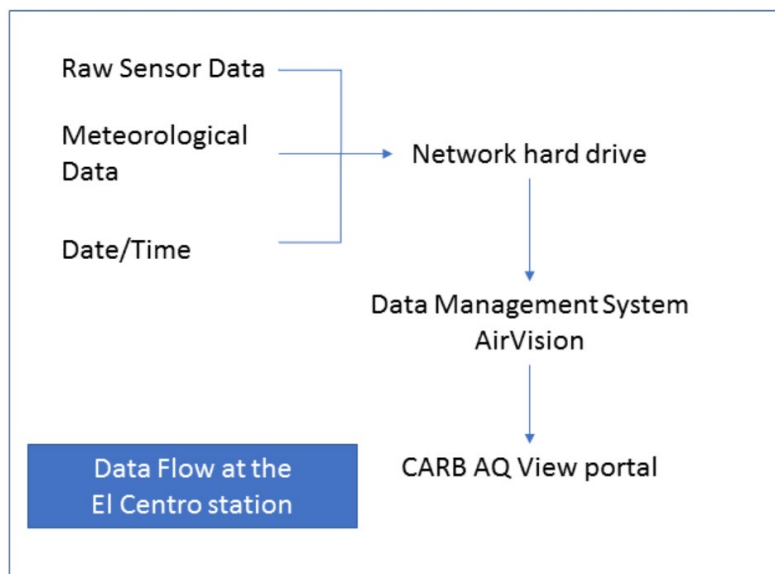 Raw Sensor Data
Meteorological
Data
Network hard drive
Date/Time
Data Management System
AirVision
Data Flow at the
El Centro station
CARB AQ View portal